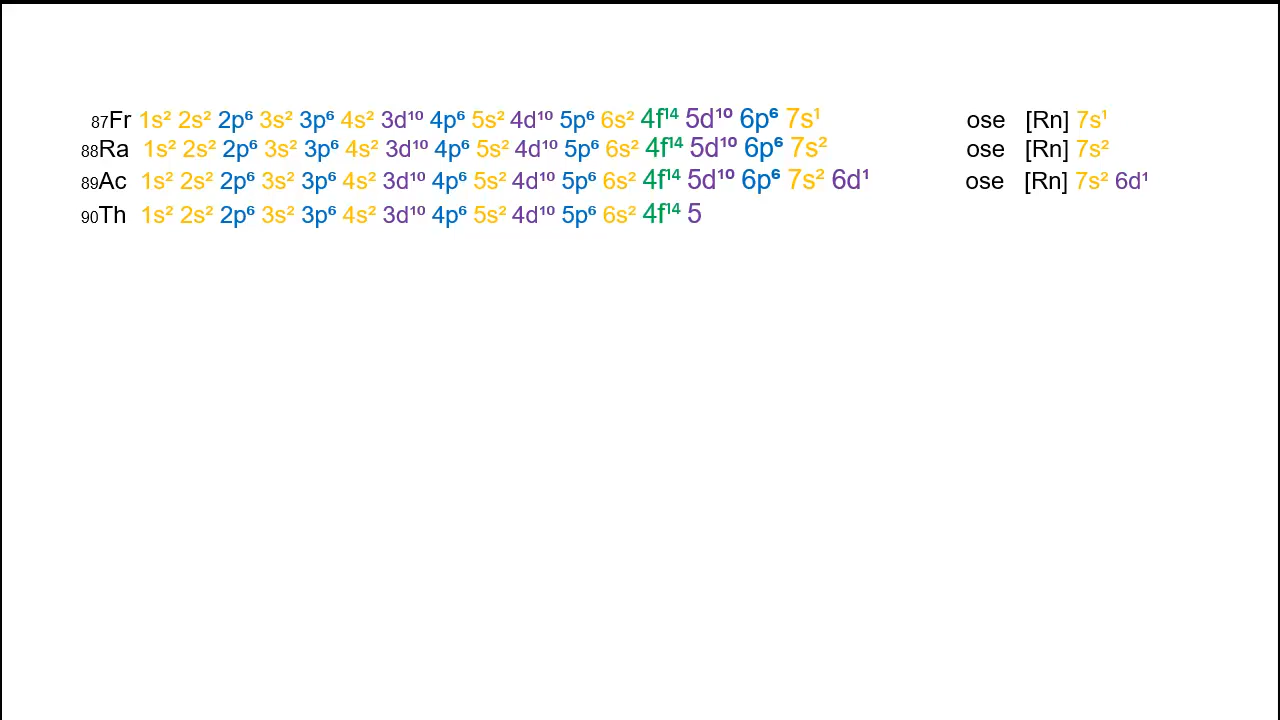 ₈₇Fr 1s² 2s² 2p⁶ 3s² 3p⁶ 4s² 3d¹⁰ 4p⁶ 5s² 4d¹⁰ 5p⁶ 6s² 4f¹⁴ 5d¹⁰ 6p⁶ 7s¹ ose [Rn] 7s¹
₈₈Ra 1s² 2s² 2p⁶ 3s² 3p⁶ 4s² 3d¹⁰ 4p⁶ 5s² 4d¹⁰ 5p⁶ 6s² 4f¹⁴ 5d¹⁰ 6p⁶ 7s² ose [Rn] 7s²
₈₉Ac 1s² 2s² 2p⁶ 3s² 3p⁶ 4s² 3d¹⁰ 4p⁶ 5s² 4d¹⁰ 5p⁶ 6s² 4f¹⁴ 5d¹⁰ 6p⁶ 7s² 6d¹ ose [Rn] 7s² 6d¹
₉₀Th 1s² 2s² 2p⁶ 3s² 3p⁶ 4s² 3d¹⁰ 4p⁶ 5s² 4d¹⁰ 5p⁶ 6s² 4f¹⁴ 5